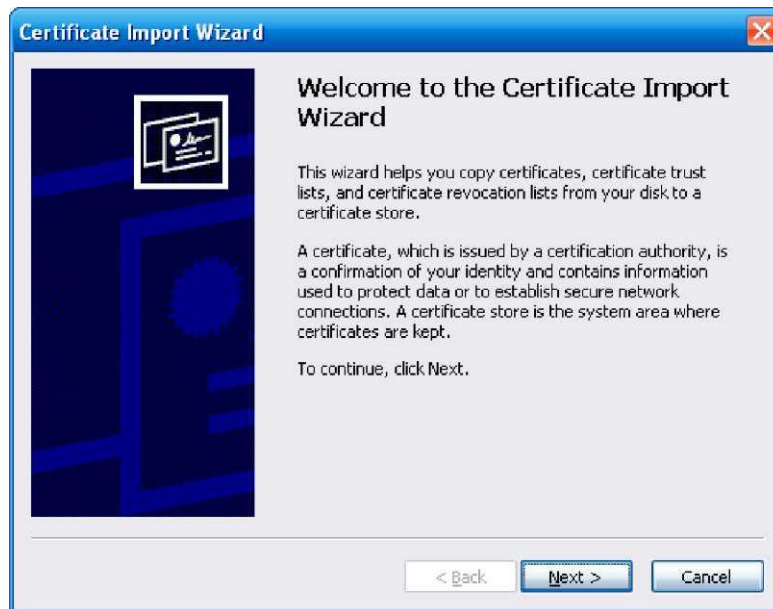 Certificate Import Wizard
Welcome to the Certificate Import
Wizard
This wizard helps you copy certificates, certificate trust
lists, and certificate revocation lists from your disk to a
certificate store.
A certificate, which is issued by a certification authority, is
a confirmation of your identity and contains information
used to protect data or to establish secure network
connections. A certificate store is the system area where
certificates are kept.
To continue, click Next.
< Back Next > Cancel